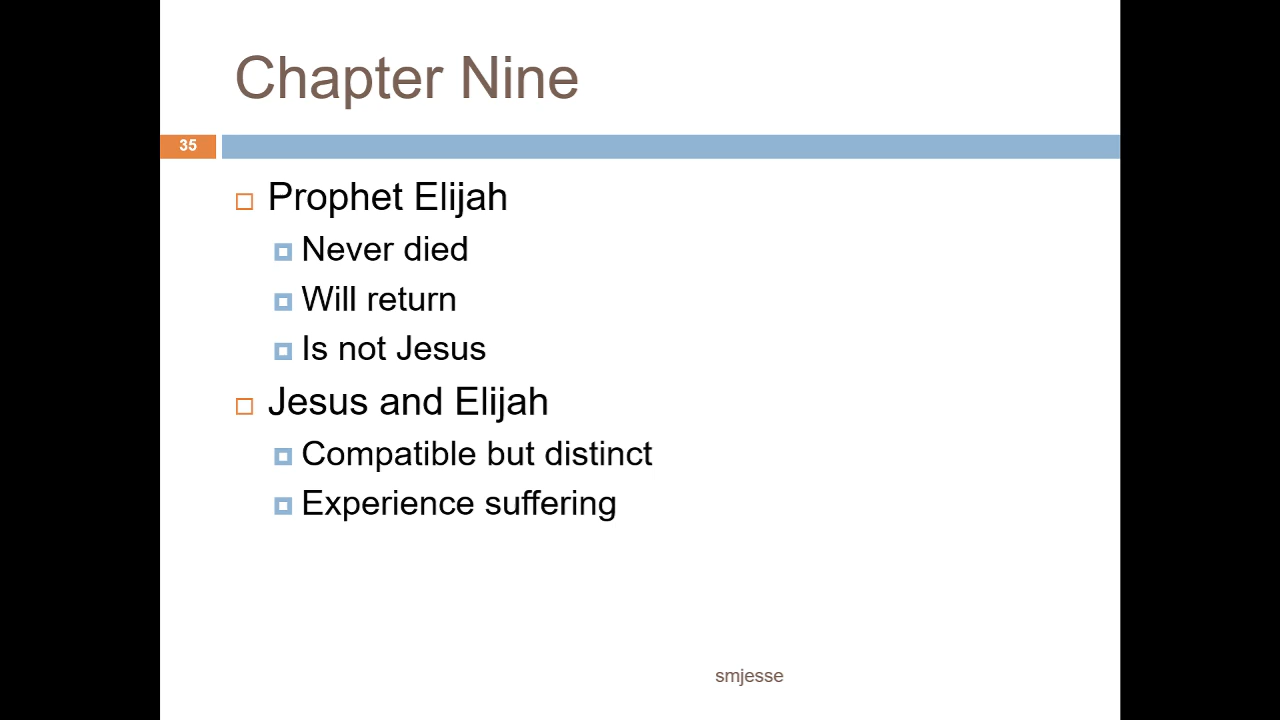 Chapter Nine
35
Prophet Elijah
Never died
Will return
Is not Jesus
Jesus and Elijah
Compatible but distinct
Experience suffering
smjesse